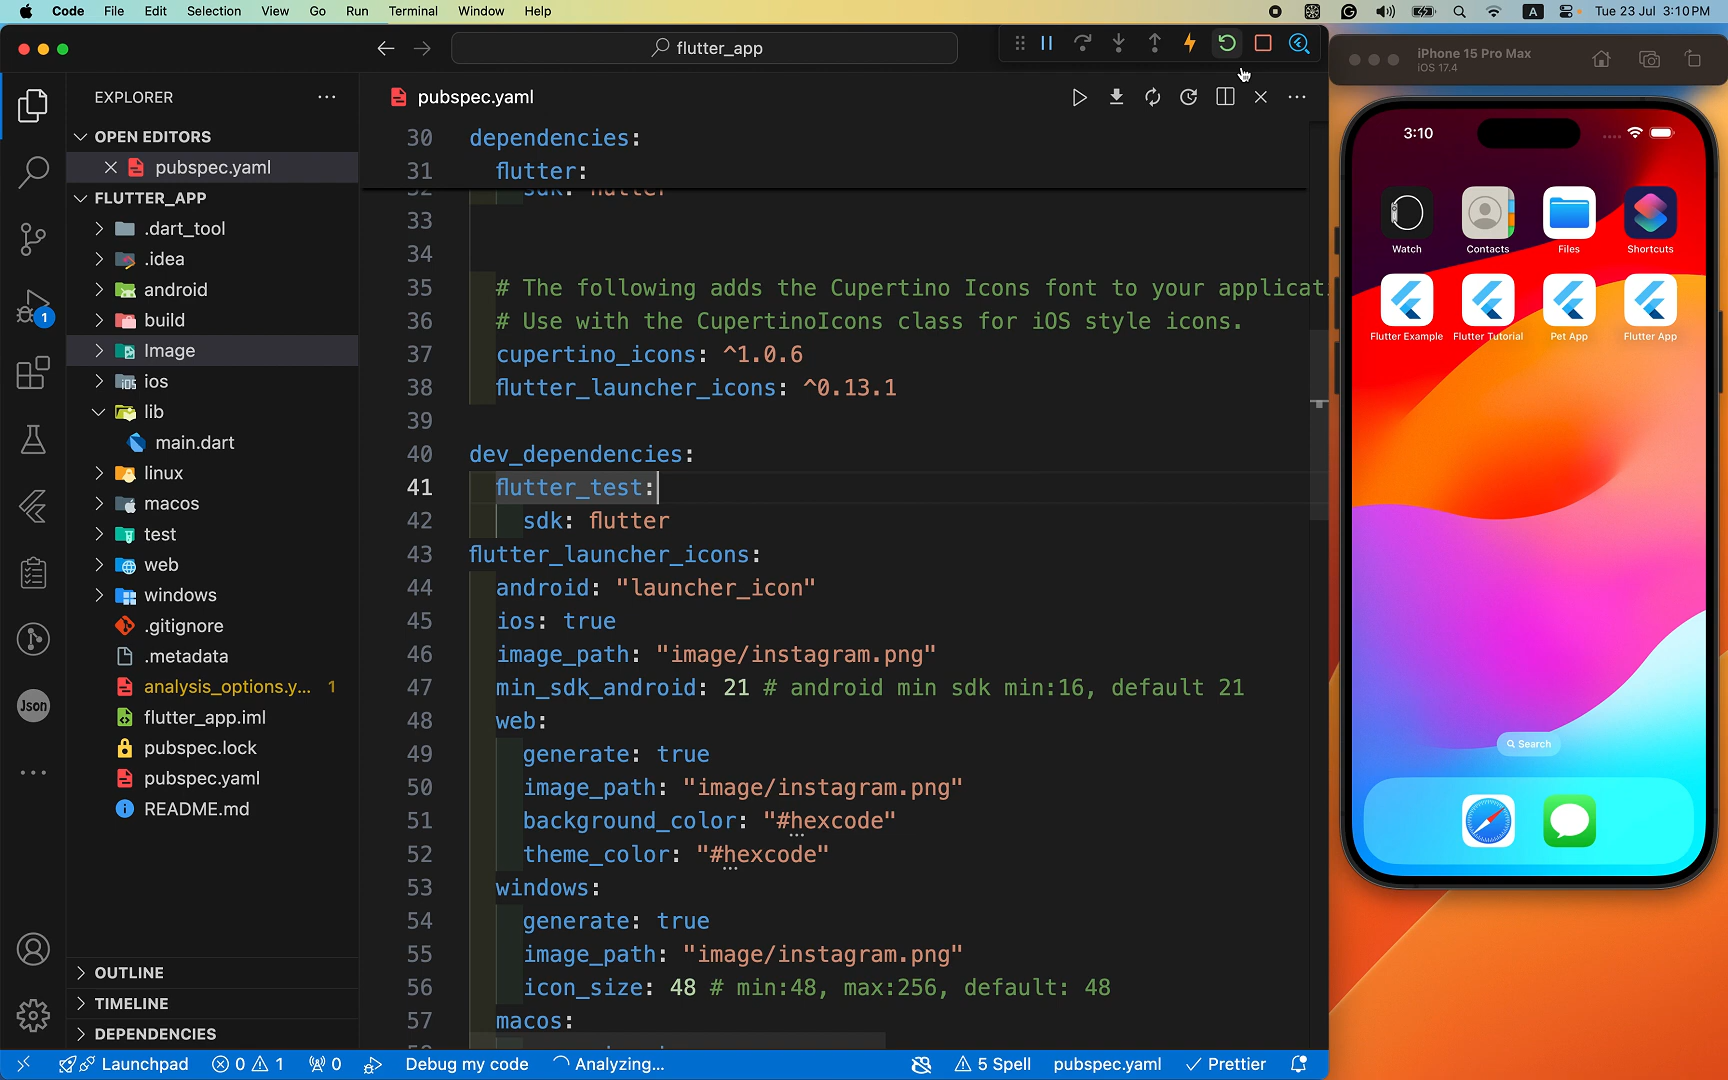 Code File Edit Selection View Go Run Terminal Window Help
A Tue 23 Jul 3:10 PM
flutter_app
iPhone 15 Pro Max
iOS 17.4
EXPLORER
OPEN EDITORS
pubspec.yaml
FLUTTER_APP
.dart_tool
.idea
android
build
Image
ios
lib
main.dart
linux
macos
test
web
windows
.gitignore
.metadata
analysis_options.y... 1
flutter_app.iml
pubspec.lock
pubspec.yaml
README.md
OUTLINE
TIMELINE
DEPENDENCIES
1
Json
pubspec.yaml
30 dependencies:
31 flutter:
32 sdk: flutter
33
34
35 # The following adds the Cupertino Icons font to your applicat
36 # Use with the CupertinoIcons class for iOS style icons.
37 cupertino_icons: ^1.0.6
38 flutter_launcher_icons: ^0.13.1
39
40 dev_dependencies:
41 flutter_test:
42 sdk: flutter
43 flutter_launcher_icons:
44 android: "launcher_icon"
45 ios: true
46 image_path: "image/instagram.png"
47 min_sdk_android: 21 # android min sdk min:16, default 21
48 web:
49 generate: true
50 image_path: "image/instagram.png"
51 background_color: "#hexcode"
52 theme_color: "#hexcode"
53 windows:
54 generate: true
55 image_path: "image/instagram.png"
56 icon_size: 48 # min:48, max:256, default: 48
57 macos:
3:10
Watch Contacts Files Shortcuts
Flutter Example Flutter Tutorial Pet App Flutter App
Search
Launchpad 0 1 0 Debug my code Analyzing... 5 Spell pubspec.yaml Prettier